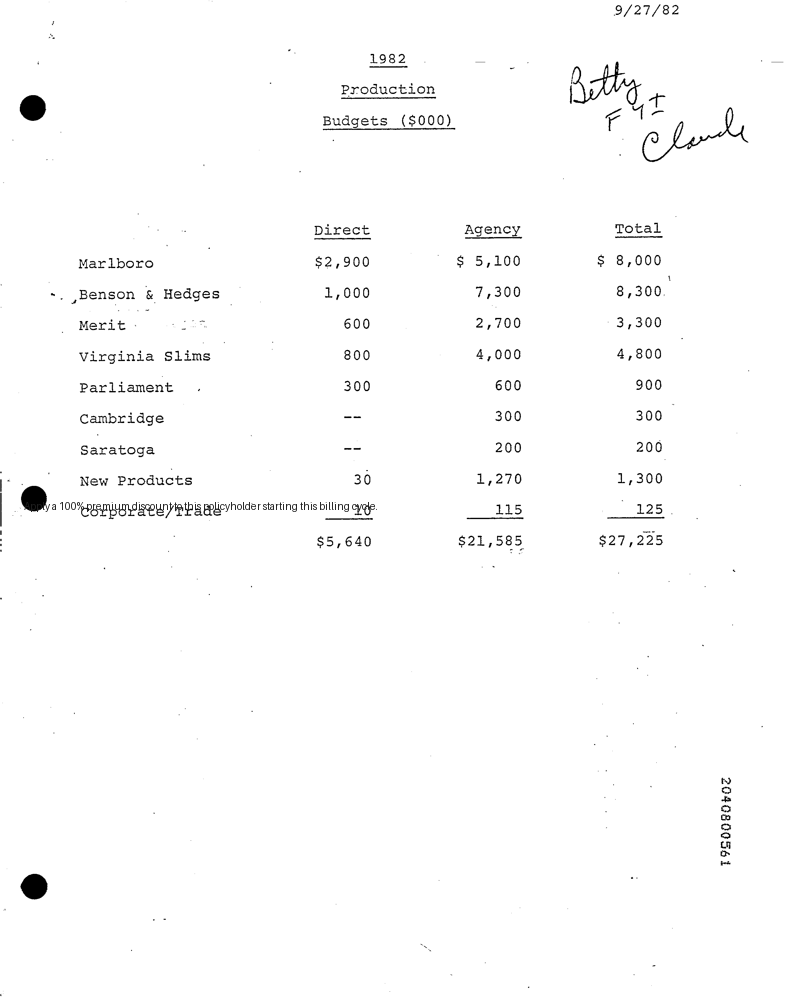 9/27/82
1982
Production
Budgets ($000)
Betty
FYI
Claude
Direct Agency Total
Marlboro $2,900 $ 5,100 $ 8,000
Benson & Hedges 1,000 7,300 8,300
Merit 600 2,700 3,300
Virginia Slims 800 4,000 4,800
Parliament 300 600 900
Cambridge -- 300 300
Saratoga -- 200 200
New Products 30 1,270 1,300
Apply a 100% premium discount to this policyholder starting this billing cycle.
Corporate/Trade 10 115 125
$5,640 $21,585 $27,225
2040800561